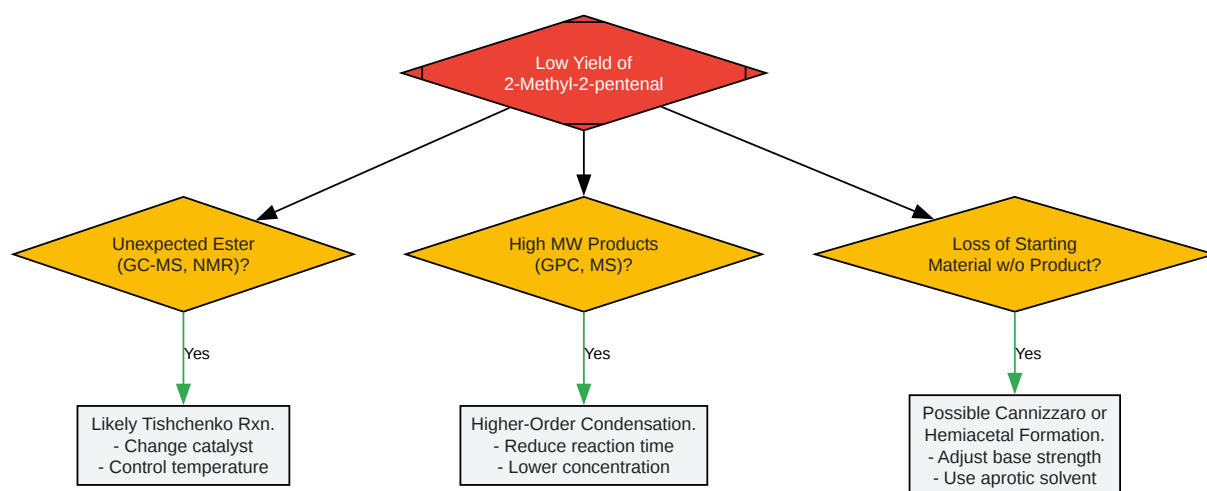 Low Yield of
2-Methyl-2-pentenal
Unexpected Ester
(GC-MS, NMR)?
High MW Products
(GPC, MS)?
Loss of Starting
Material w/o Product?
Yes
Yes
Yes
Likely Tishchenko Rxn.
- Change catalyst
- Control temperature
Higher-Order Condensation.
- Reduce reaction time
- Lower concentration
Possible Cannizzaro or
Hemiacetal Formation.
- Adjust base strength
- Use aprotic solvent